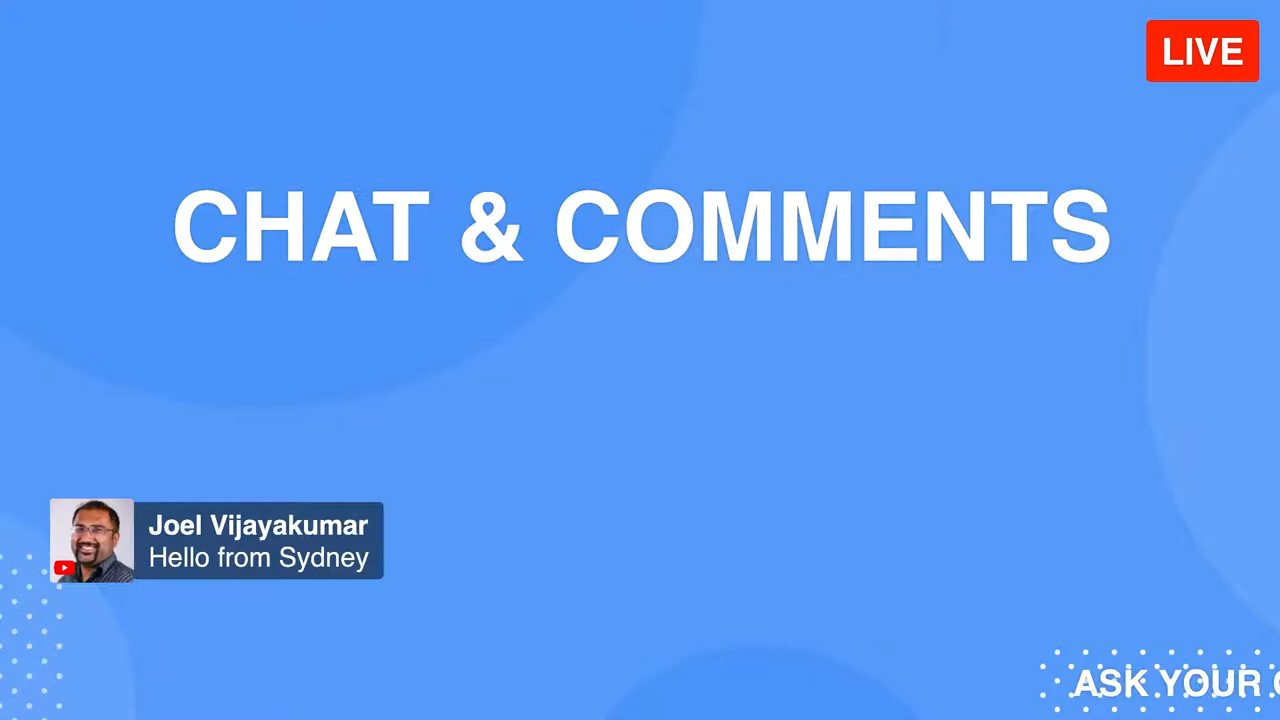 LIVE
CHAT & COMMENTS
Joel Vijayakumar
Hello from Sydney
ASK YOUR